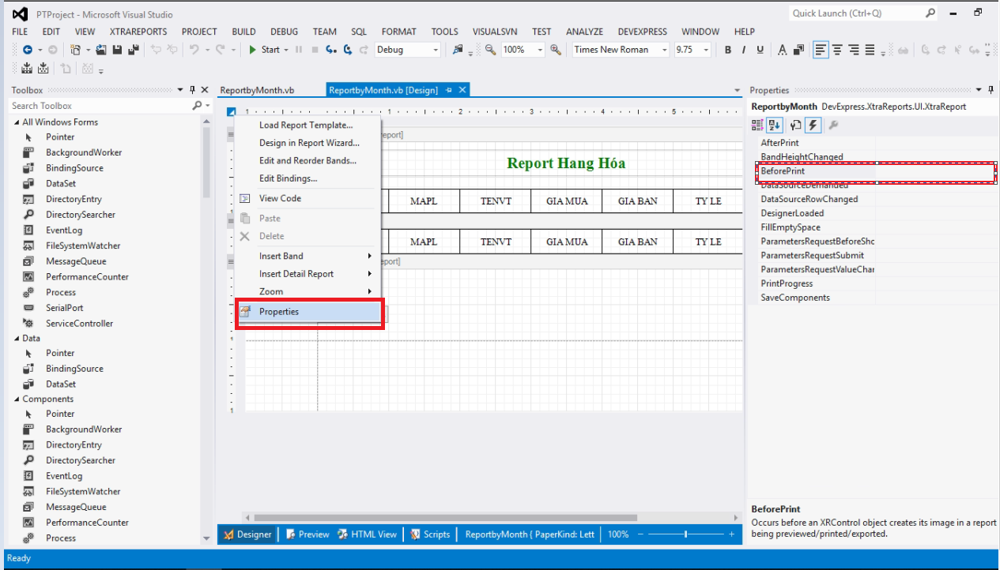 PTProject - Microsoft Visual Studio
Quick Launch (Ctrl+Q)
FILE EDIT VIEW XTRAREPORTS PROJECT BUILD DEBUG TEAM SQL FORMAT TOOLS VISUALSVN TEST ANALYZE DEVEXPRESS WINDOW HELP
Start Debug 100% Times New Roman 9.75 B I U A
Toolbox
Search Toolbox
All Windows Forms
Pointer
BackgroundWorker
BindingSource
DataSet
DirectoryEntry
DirectorySearcher
EventLog
FileSystemWatcher
MessageQueue
PerformanceCounter
Process
SerialPort
ServiceController
Data
Pointer
BindingSource
DataSet
Components
Pointer
BackgroundWorker
DirectoryEntry
DirectorySearcher
EventLog
FileSystemWatcher
MessageQueue
PerformanceCounter
Process
ReportbyMonth.vb ReportbyMonth.vb [Design]
1 1 2 3 4 5
Load Report Template...
Design in Report Wizard...
Edit and Reorder Bands...
Edit Bindings...
View Code
Paste
Delete
Insert Band
Insert Detail Report
Zoom
Properties
eport]
Report Hang Hóa
MAPL TENVT GIA MUA GIA BAN TY LE
MAPL TENVT GIA MUA GIA BAN TY LE
eport]
1
1
Designer Preview HTML View Scripts ReportbyMonth { PaperKind: Lett 100%
Properties
ReportbyMonth DevExpress.XtraReports.UI.XtraReport
AfterPrint
BandHeightChanged
BeforePrint
DataSourceDemanded
DataSourceRowChanged
DesignerLoaded
FillEmptySpace
ParametersRequestBeforeSho
ParametersRequestSubmit
ParametersRequestValueChar
PrintProgress
SaveComponents
BeforePrint
Occurs before an XRControl object creates its image in a report
being previewed/printed/exported.
Ready